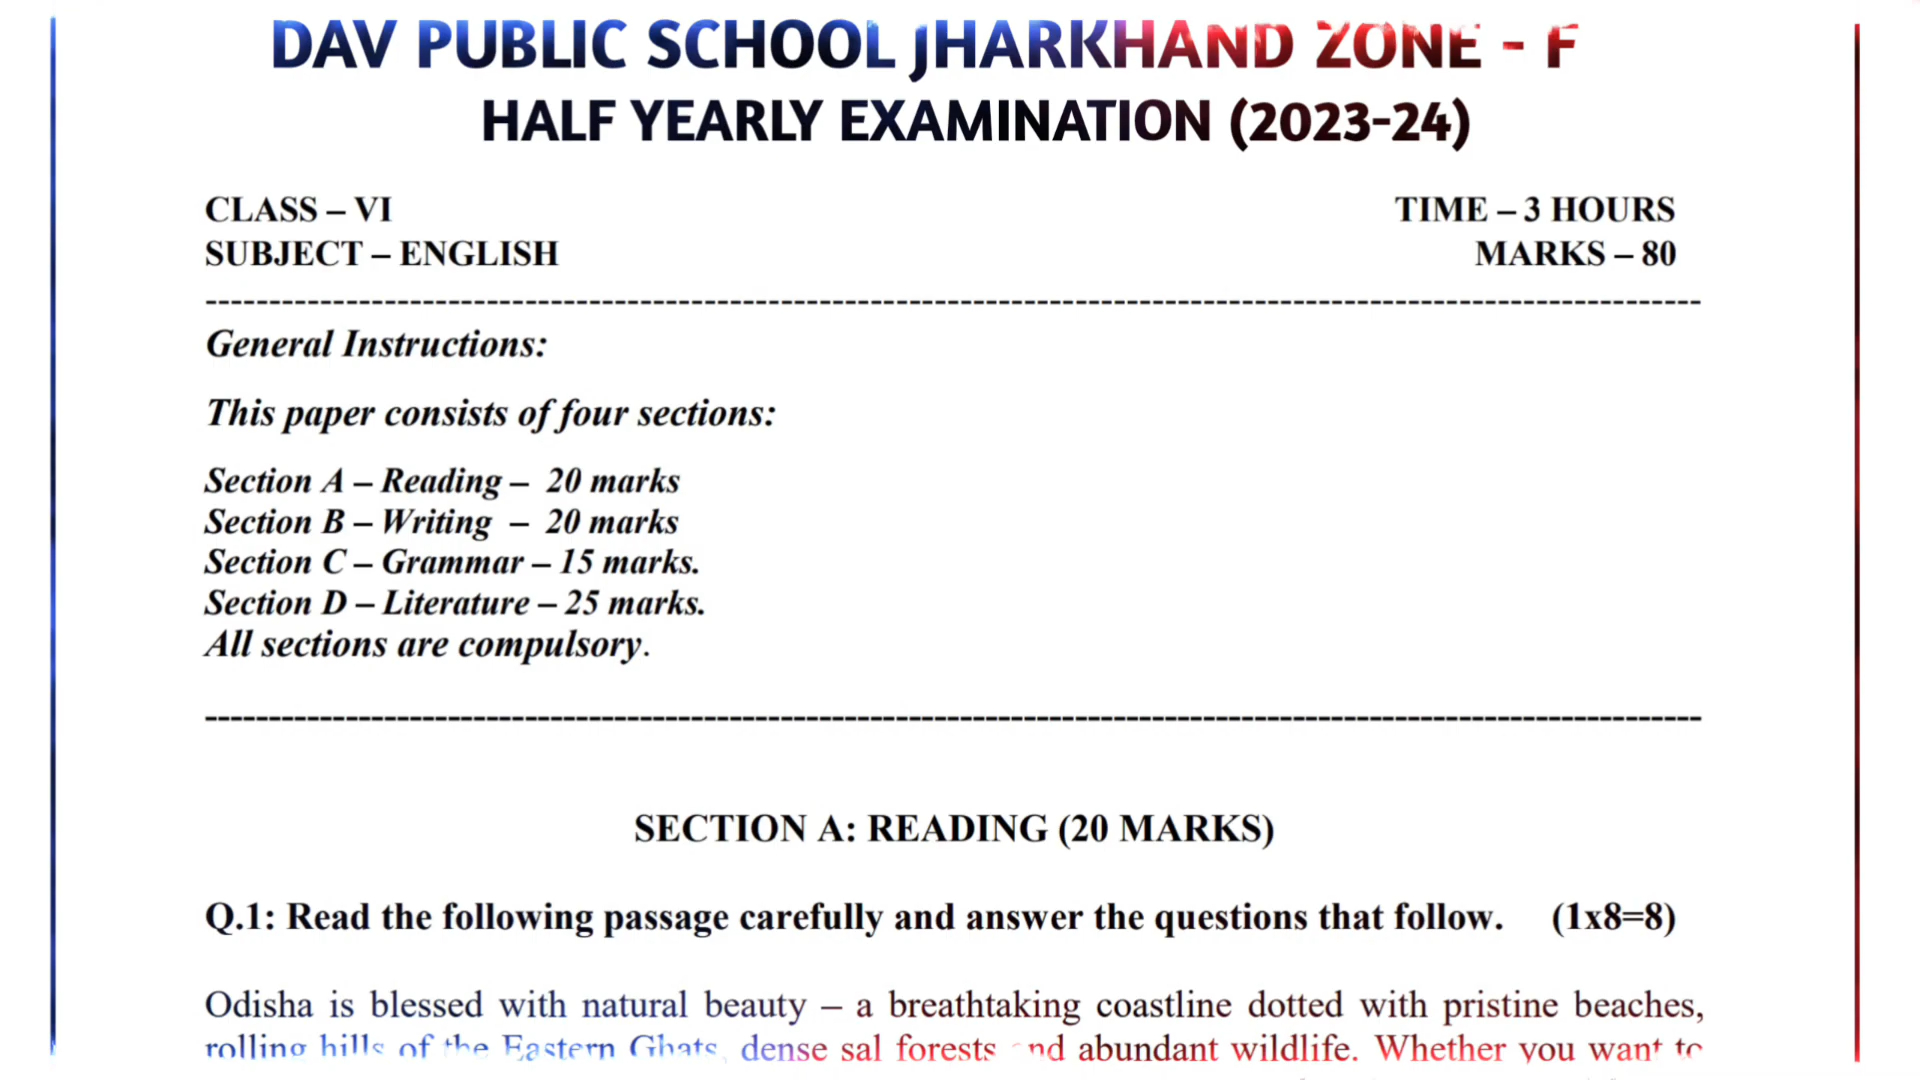 DAV PUBLIC SCHOOL JHARKHAND ZONE - F
HALF YEARLY EXAMINATION (2023-24)
CLASS – VI TIME – 3 HOURS
SUBJECT – ENGLISH MARKS – 80
--------------------------------------------------------------------------------------------------------------------
General Instructions:
This paper consists of four sections:
Section A – Reading – 20 marks
Section B – Writing – 20 marks
Section C – Grammar – 15 marks.
Section D – Literature – 25 marks.
All sections are compulsory.
--------------------------------------------------------------------------------------------------------------------
SECTION A: READING (20 MARKS)
Q.1: Read the following passage carefully and answer the questions that follow. (1x8=8)
Odisha is blessed with natural beauty – a breathtaking coastline dotted with pristine beaches,
rolling hills of the Eastern Ghats, dense sal forests and abundant wildlife. Whether you want to